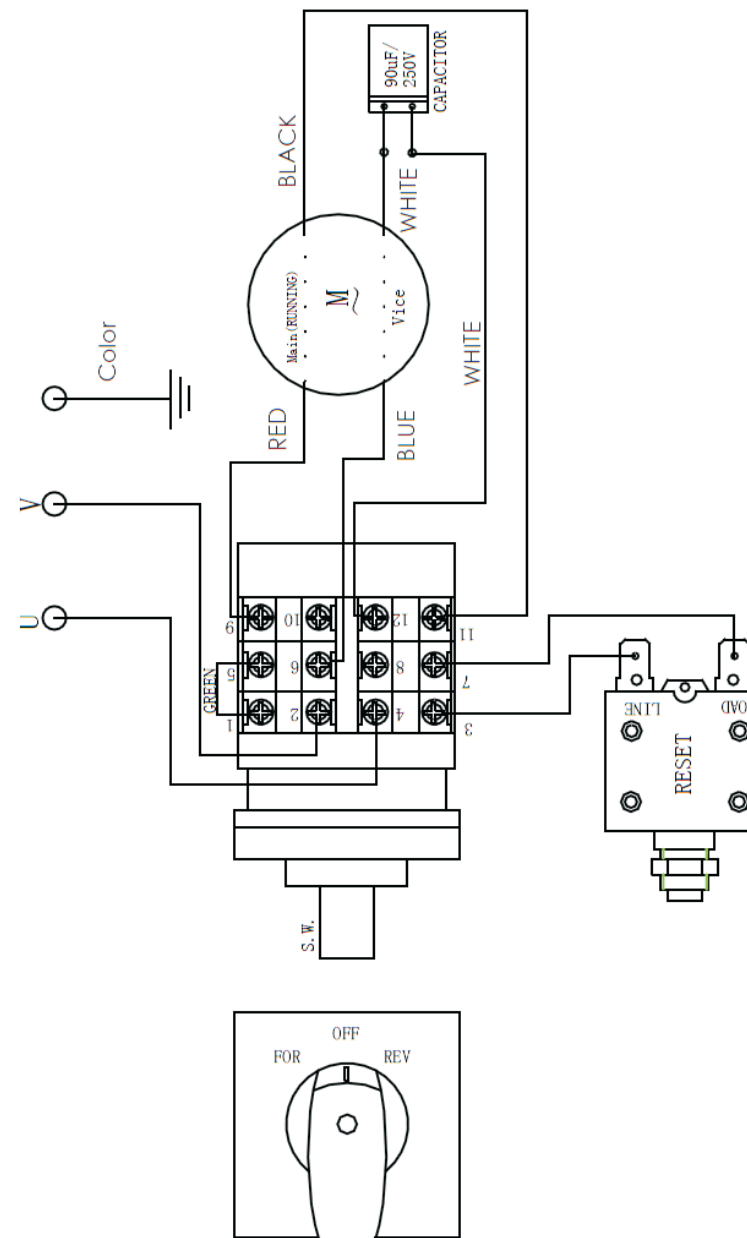 90uF/
250V
CAPACITOR
BLACK
WHITE
Main(RUNNING)
M
~
Vice
WHITE
Color
RED
BLUE
V
U
9
10
12
11
GREEN
5
6
8
7
1
2
4
3
LINE
OAD
RESET
S.W.
OFF
FOR
REV